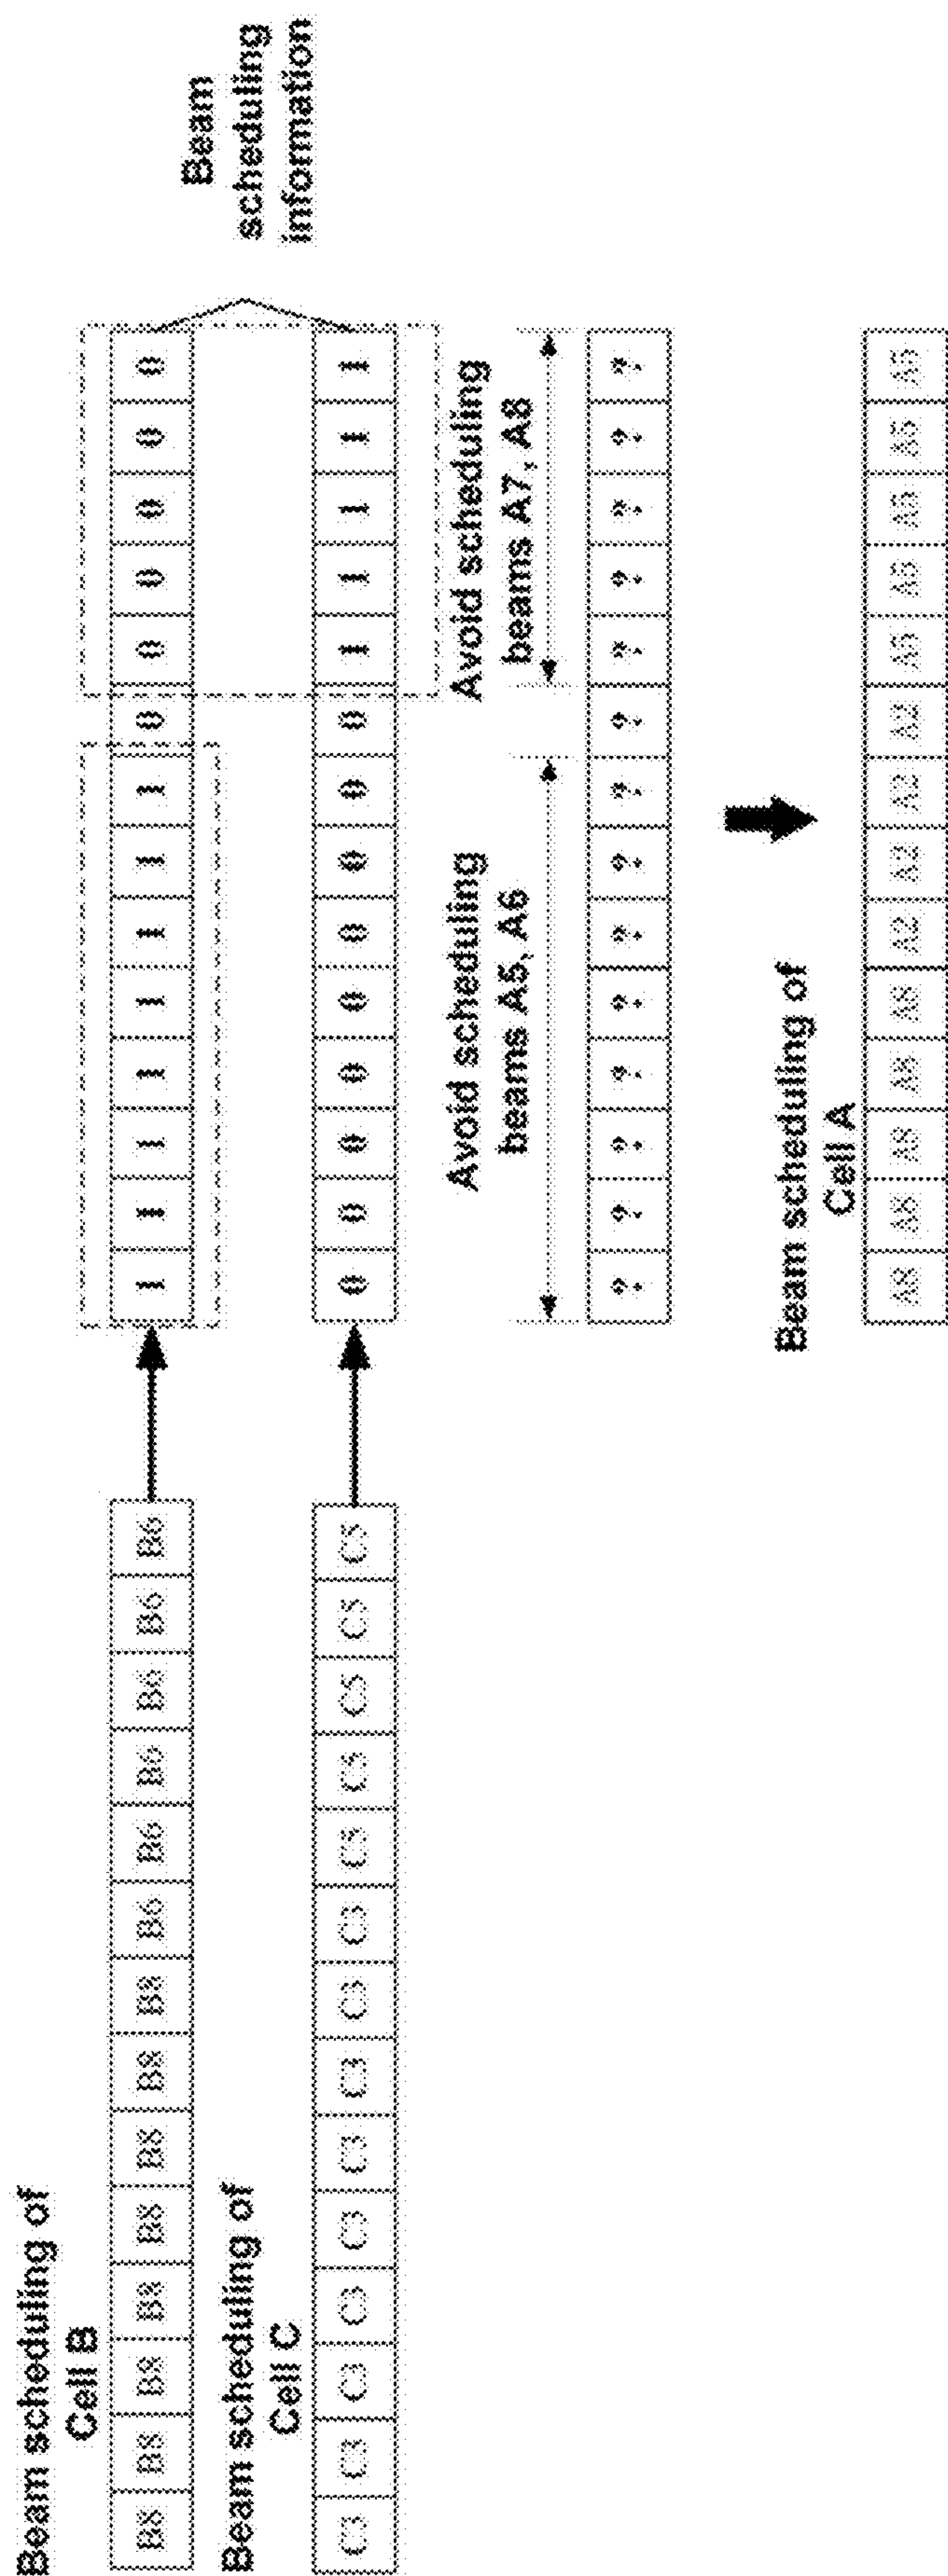 Beam scheduling of
Cell B
B8 B8 B8 B8 B8 B8 B8 B8 B6 B6 B6 B6 B6 B6
1 1 1 1 1 1 1 1 0 0 0 0 0 0
Beam
scheduling
information
Beam scheduling of
Cell C
C3 C3 C3 C3 C3 C3 C3 C3 C3 C5 C5 C5 C5 C5
0 0 0 0 0 0 0 0 0 1 1 1 1 1
Avoid scheduling
beams A5, A6
Avoid scheduling
beams A7, A8
? ? ? ? ? ? ? ? ? ? ? ? ? ?
Beam scheduling of
Cell A
A8 A8 A8 A8 A8 A2 A2 A2 A2 A5 A5 A5 A5 A5